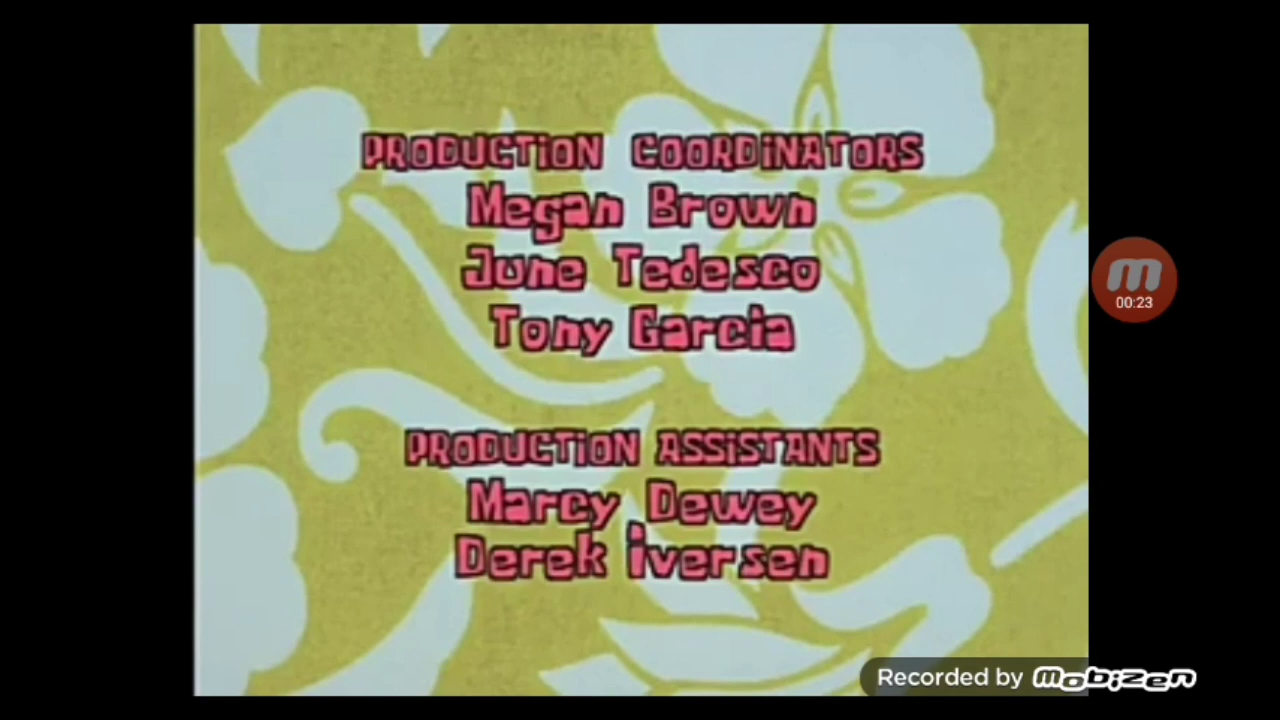 PRODUCTiON COORDiNATORS
Megan Brown
June Tedesco
Tony Garcia
PRODUCTiON ASSiSTANTS
Marcy Dewey
Derek iversen
00:23
Recorded by mobizen